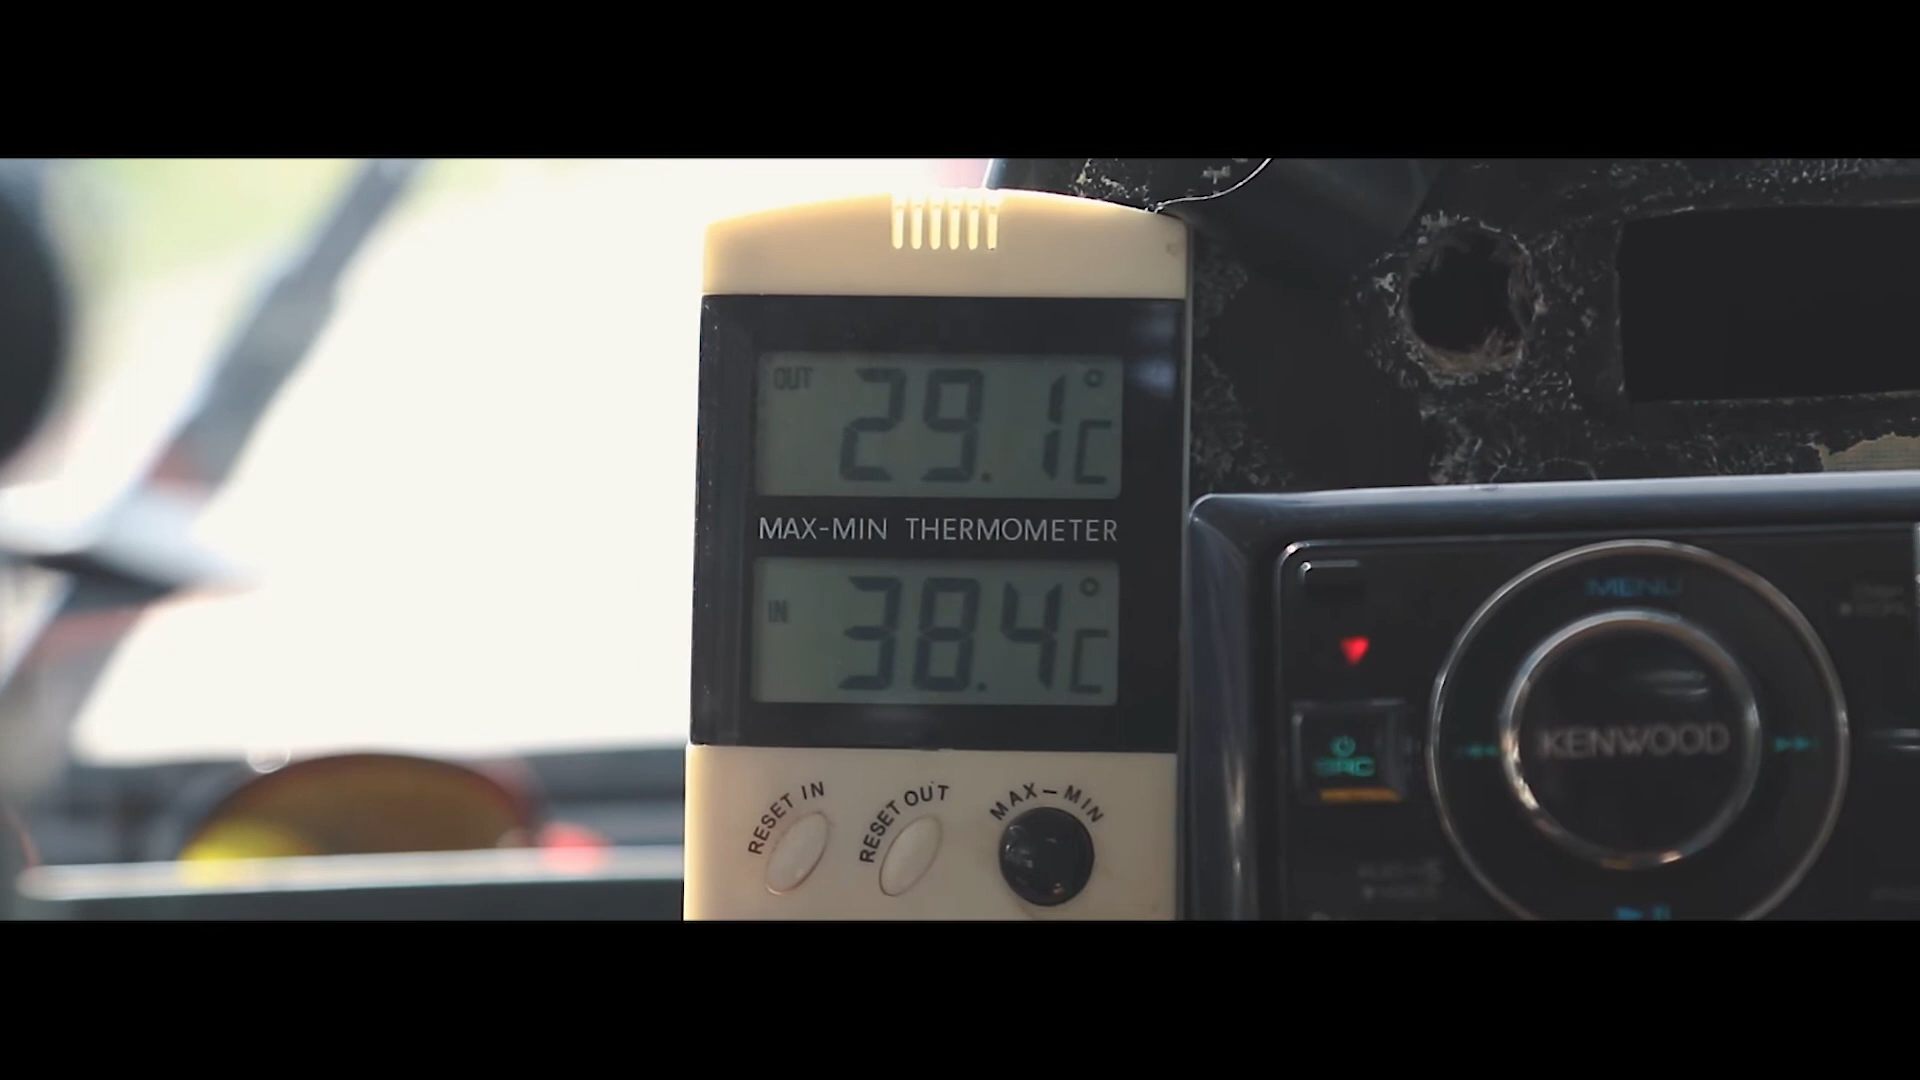 OUT 29.1°C
MAX-MIN THERMOMETER
IN 38.4°C
RESET IN
RESET OUT
MAX-MIN
MENU
SRC
KENWOOD